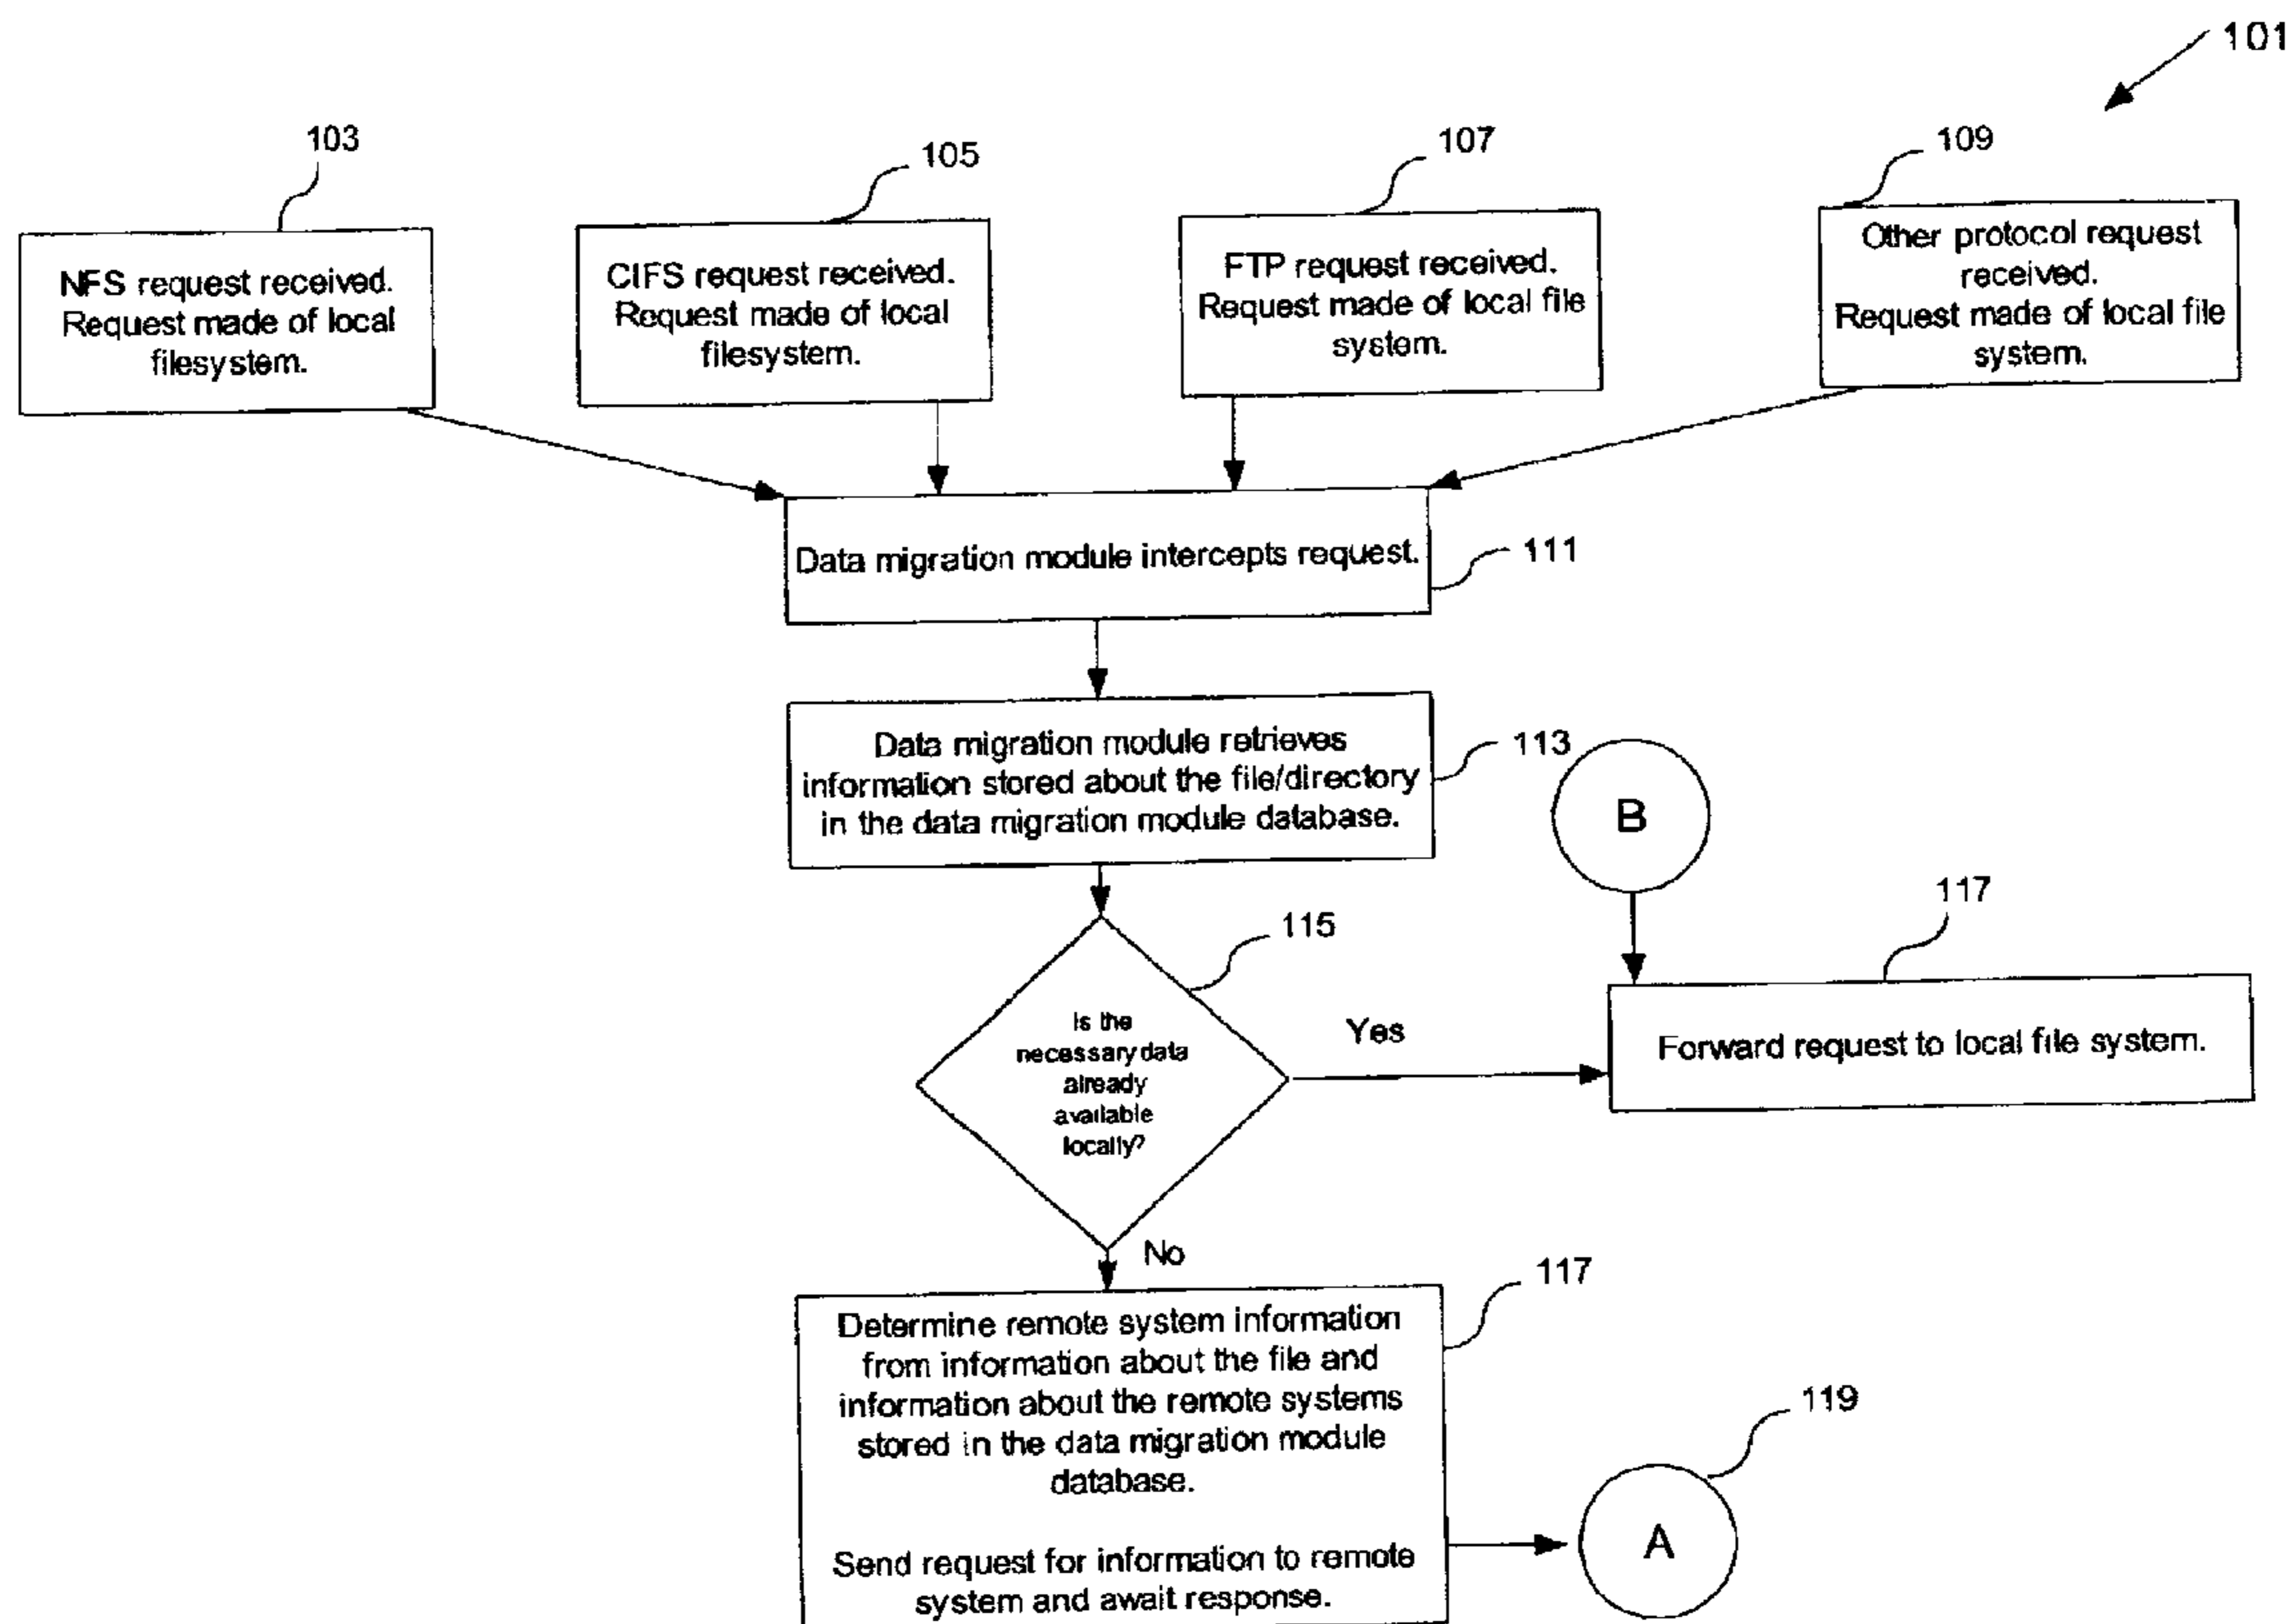 101
103
105
107
109
NFS request received.
Request made of local
filesystem.
CIFS request received.
Request made of local
filesystem.
FTP request received.
Request made of local file
system.
Other protocol request
received.
Request made of local file
system.
Data migration module intercepts request.
111
Data migration module retrieves
information stored about the file/directory
in the data migration module database.
113
B
115
117
Is the
necessary data
already
available
locally?
Yes
Forward request to local file system.
No
117
Determine remote system information
from information about the file and
information about the remote systems
stored in the data migration module
database.
Send request for information to remote
system and await response.
119
A